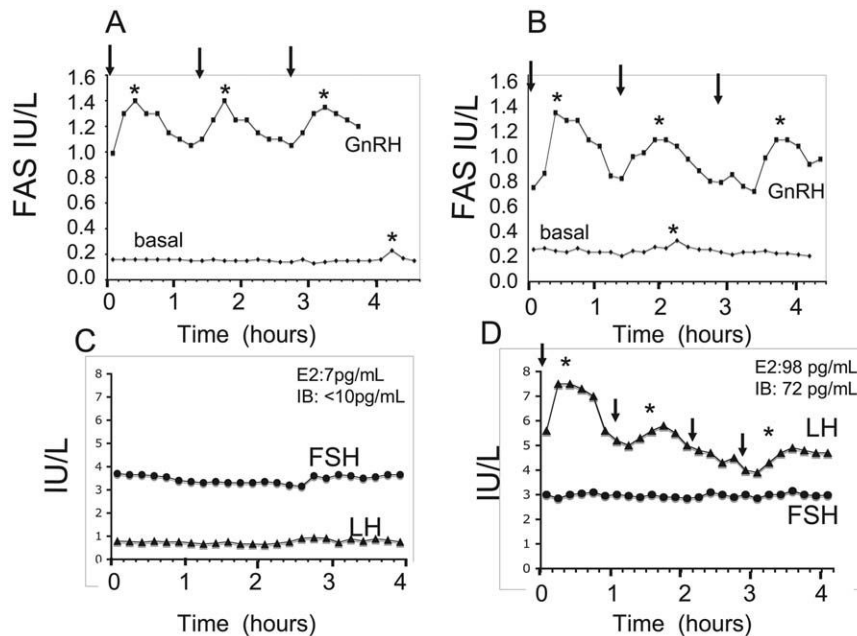 A
FAS IU/L
1.6
1.4
1.2
1.0
0.8
0.6
0.4
0.2
0.0
* * *
GnRH
basal
*
0 1 2 3 4
Time (hours)
B
FAS IU/L
1.6
1.4
1.2
1.0
0.8
0.6
0.4
0.2
0.0
* * *
GnRH
basal
*
0 1 2 3 4
Time (hours)
C
E2:7pg/mL
IB: <10pg/mL
IU/L
8
7
6
5
4
3
2
1
0
FSH
LH
0 1 2 3 4
Time (hours)
D
E2:98 pg/mL
IB: 72 pg/mL
IU/L
8
7
6
5
4
3
2
1
0
* * *
LH
FSH
0 1 2 3 4
Time (hours)